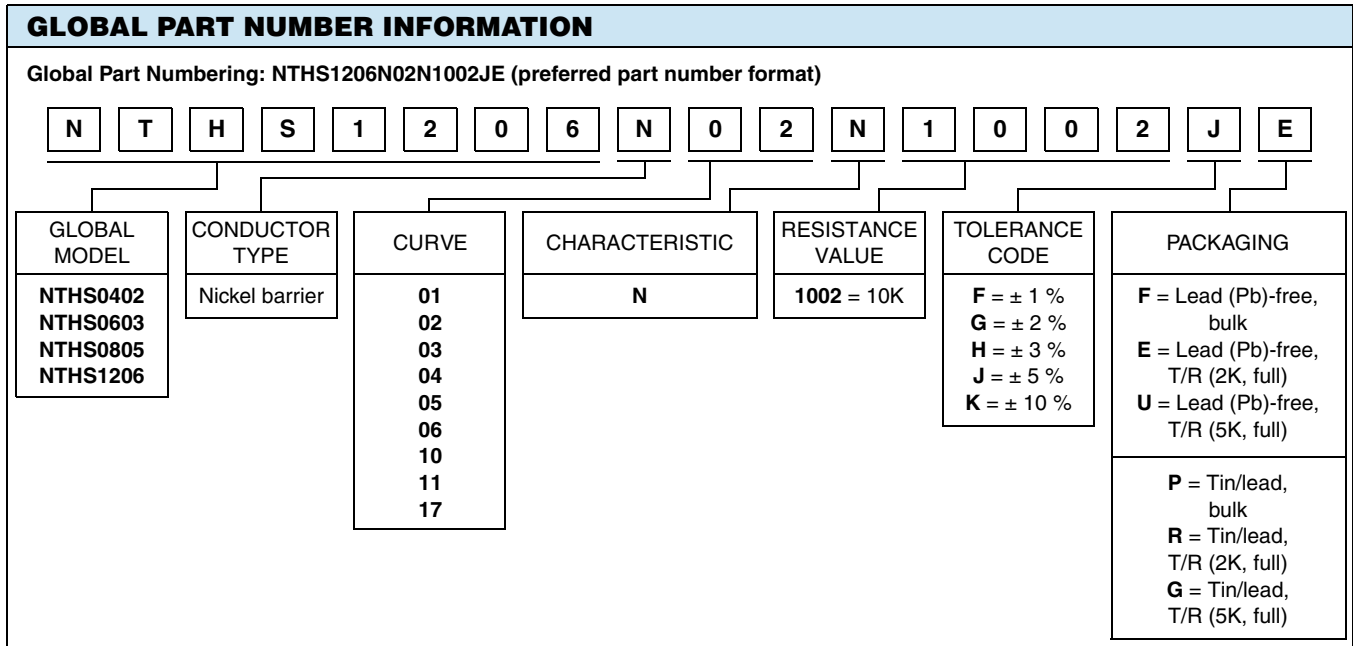 GLOBAL PART NUMBER INFORMATION
Global Part Numbering: NTHS1206N02N1002JE (preferred part number format)
N T H S 1 2 0 6 N 0 2 N 1 0 0 2 J E
GLOBAL
MODEL
NTHS0402
NTHS0603
NTHS0805
NTHS1206
CONDUCTOR
TYPE
Nickel barrier
CURVE
01
02
03
04
05
06
10
11
17
CHARACTERISTIC
N
RESISTANCE
VALUE
1002 = 10K
TOLERANCE
CODE
F = ± 1 %
G = ± 2 %
H = ± 3 %
J = ± 5 %
K = ± 10 %
PACKAGING
F = Lead (Pb)-free,
bulk
E = Lead (Pb)-free,
T/R (2K, full)
U = Lead (Pb)-free,
T/R (5K, full)
P = Tin/lead,
bulk
R = Tin/lead,
T/R (2K, full)
G = Tin/lead,
T/R (5K, full)